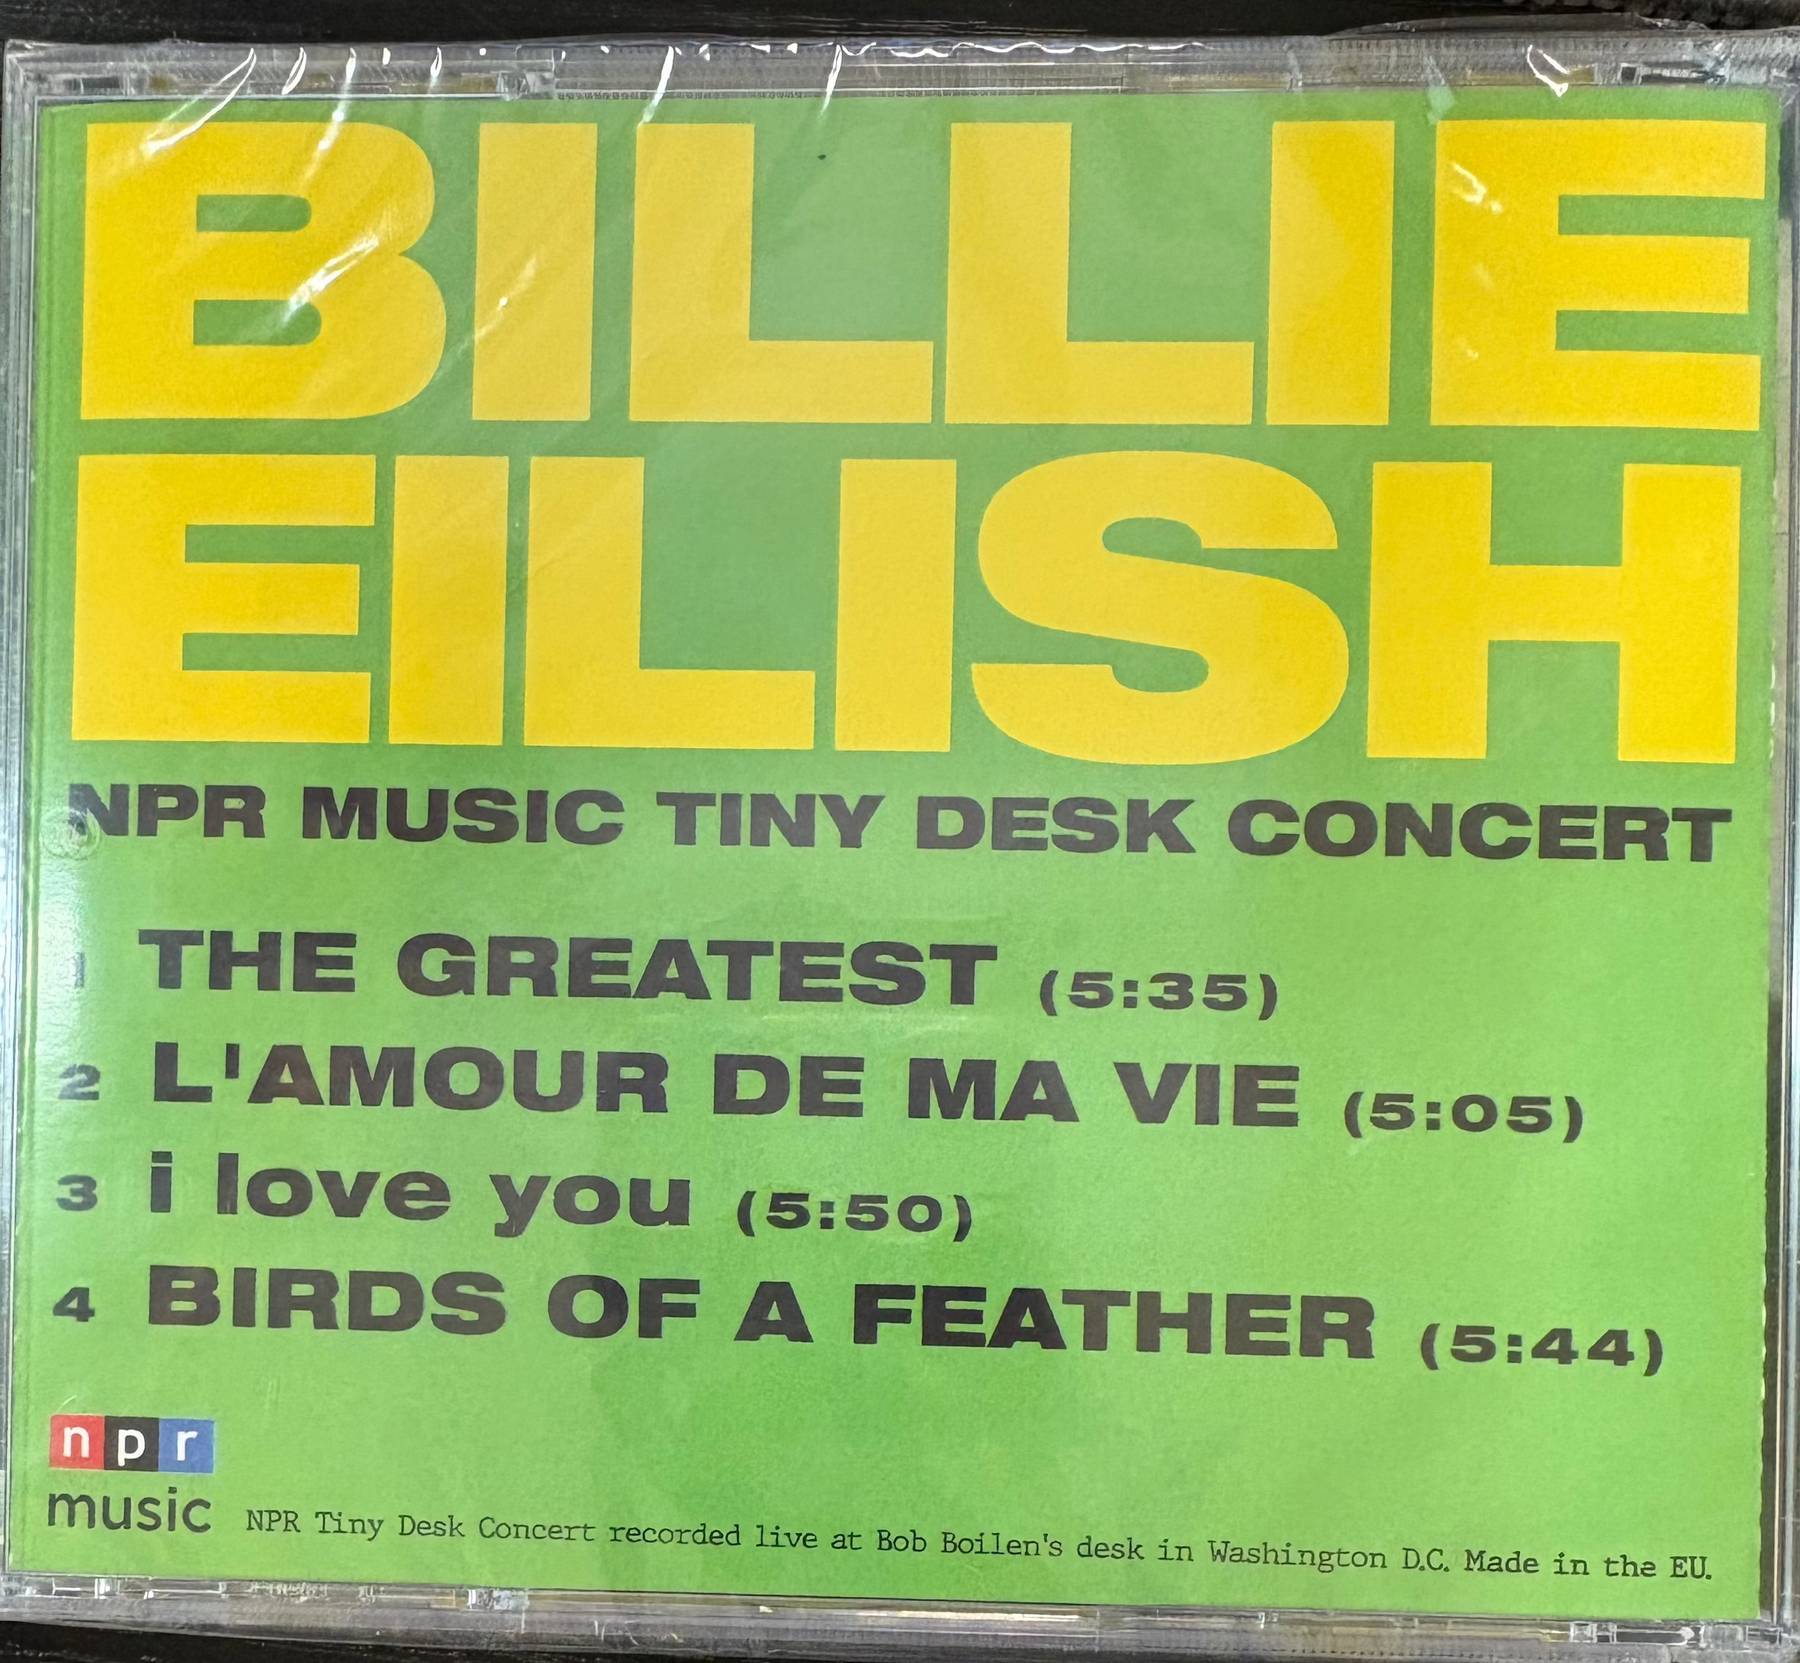 BILLIE
EILISH
NPR MUSIC TINY DESK CONCERT
1 THE GREATEST (5:35)
2 L'AMOUR DE MA VIE (5:05)
3 i love you (5:50)
4 BIRDS OF A FEATHER (5:44)
npr
music
NPR Tiny Desk Concert recorded live at Bob Boilen's desk in Washington D.C. Made in the EU.